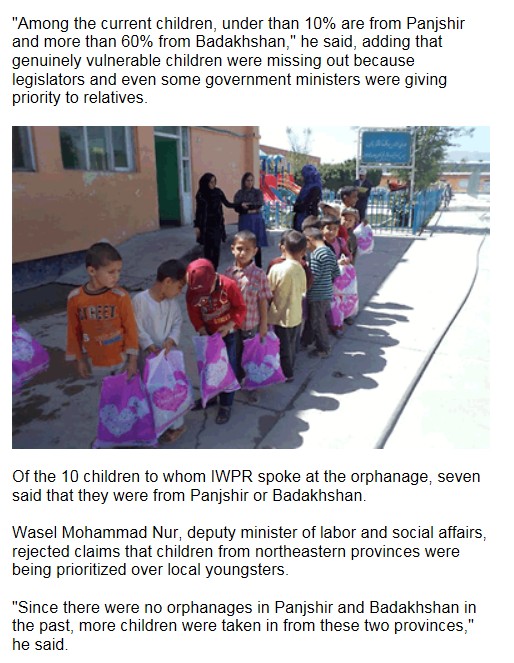 "Among the current children, under than 10% are from Panjshir
and more than 60% from Badakhshan," he said, adding that
genuinely vulnerable children were missing out because
legislators and even some government ministers were giving
priority to relatives.
Of the 10 children to whom IWPR spoke at the orphanage, seven
said that they were from Panjshir or Badakhshan.
Wasel Mohammad Nur, deputy minister of labor and social affairs,
rejected claims that children from northeastern provinces were
being prioritized over local youngsters.
"Since there were no orphanages in Panjshir and Badakhshan in
the past, more children were taken in from these two provinces,"
he said.